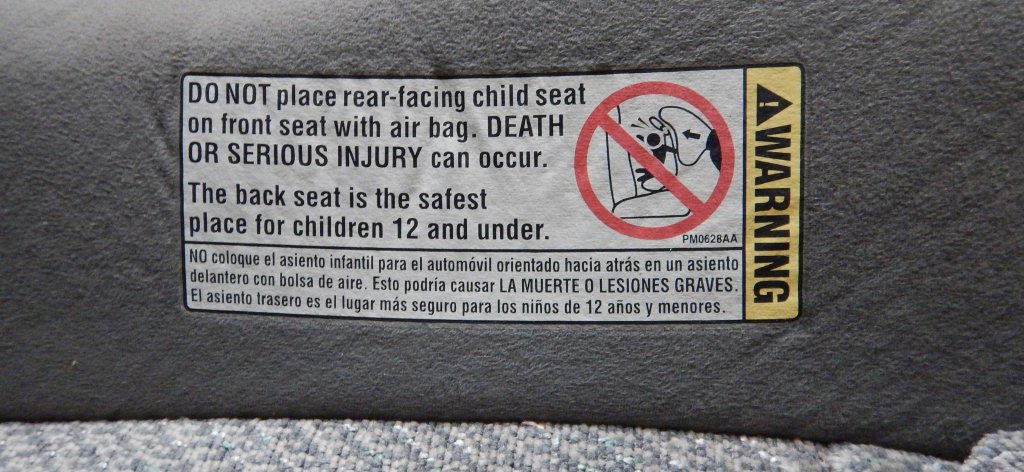 DO NOT place rear-facing child seat
on front seat with air bag. DEATH
OR SERIOUS INJURY can occur.
The back seat is the safest
place for children 12 and under.
PM0628AA
NO coloque el asiento infantil para el automóvil orientado hacia atrás en un asiento
delantero con bolsa de aire. Esto podría causar LA MUERTE O LESIONES GRAVES.
El asiento trasero es el lugar más seguro para los niños de 12 años y menores.
WARNING